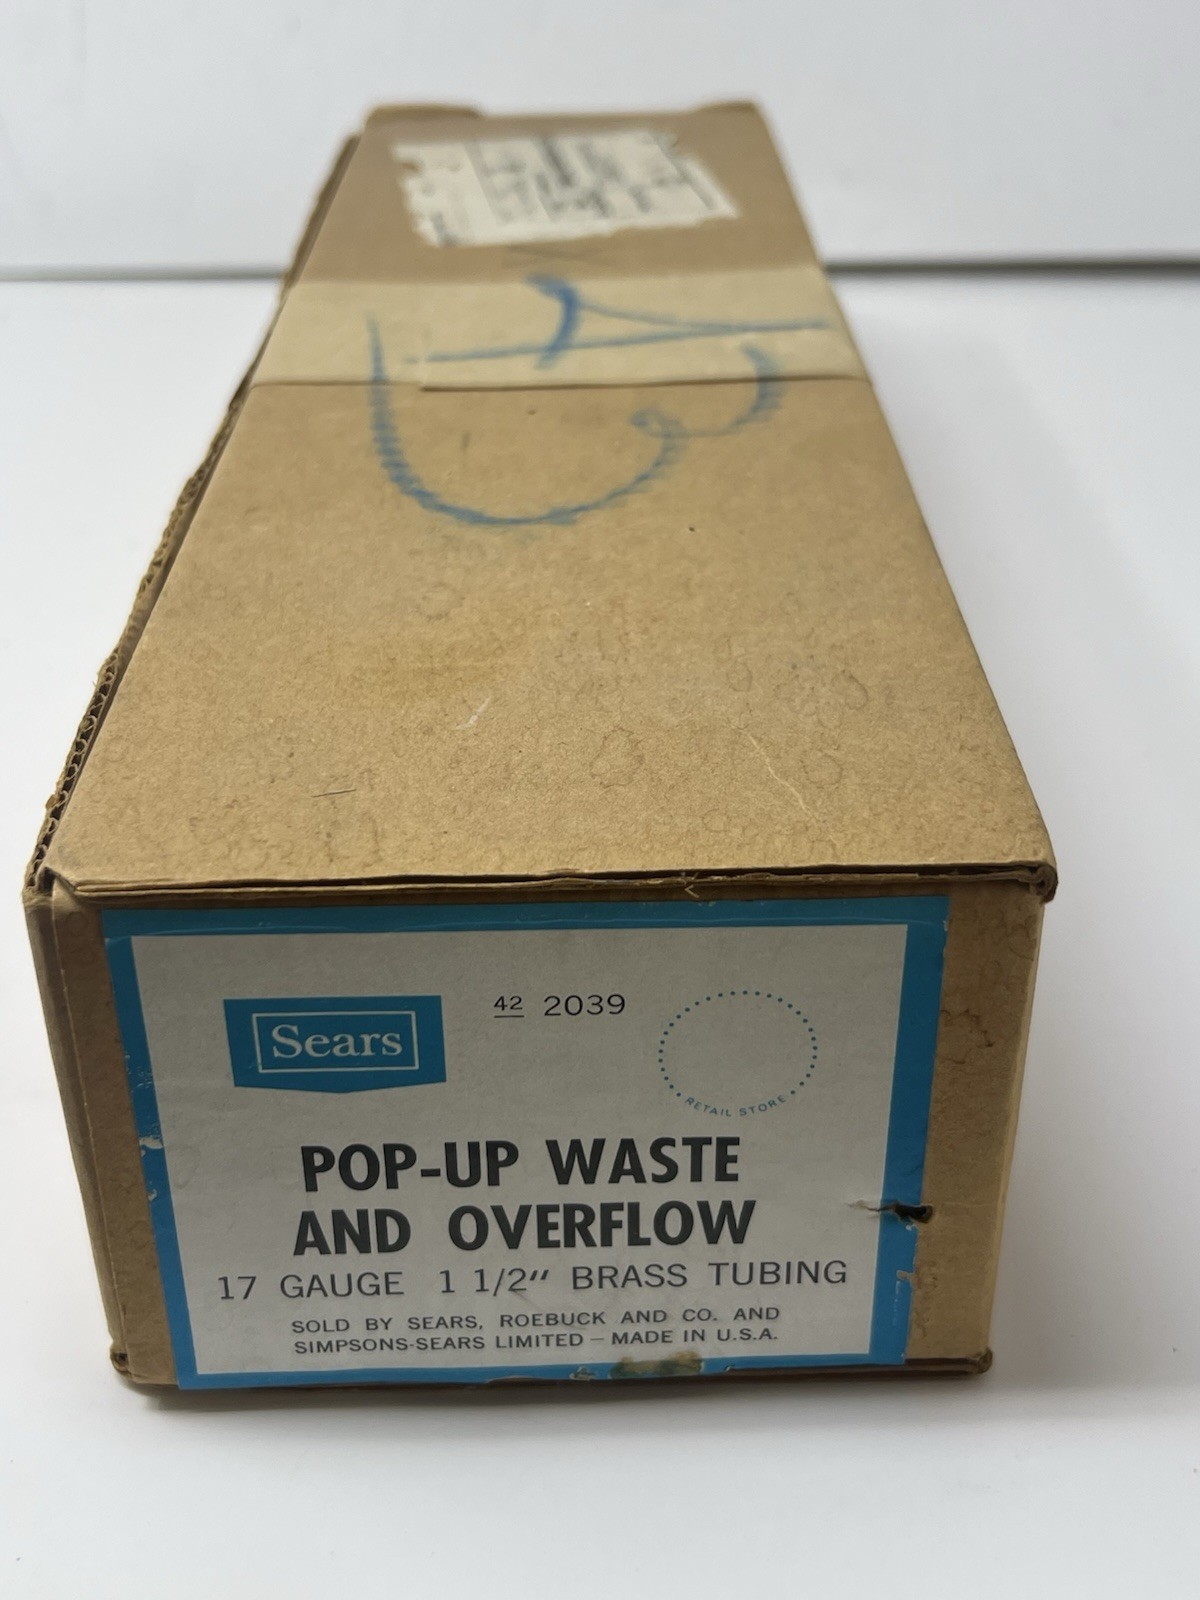 Sears
42 2039
RETAIL STORE
POP-UP WASTE
AND OVERFLOW
17 GAUGE 1 1/2" BRASS TUBING
SOLD BY SEARS, ROEBUCK AND CO. AND
SIMPSONS-SEARS LIMITED – MADE IN U.S.A.